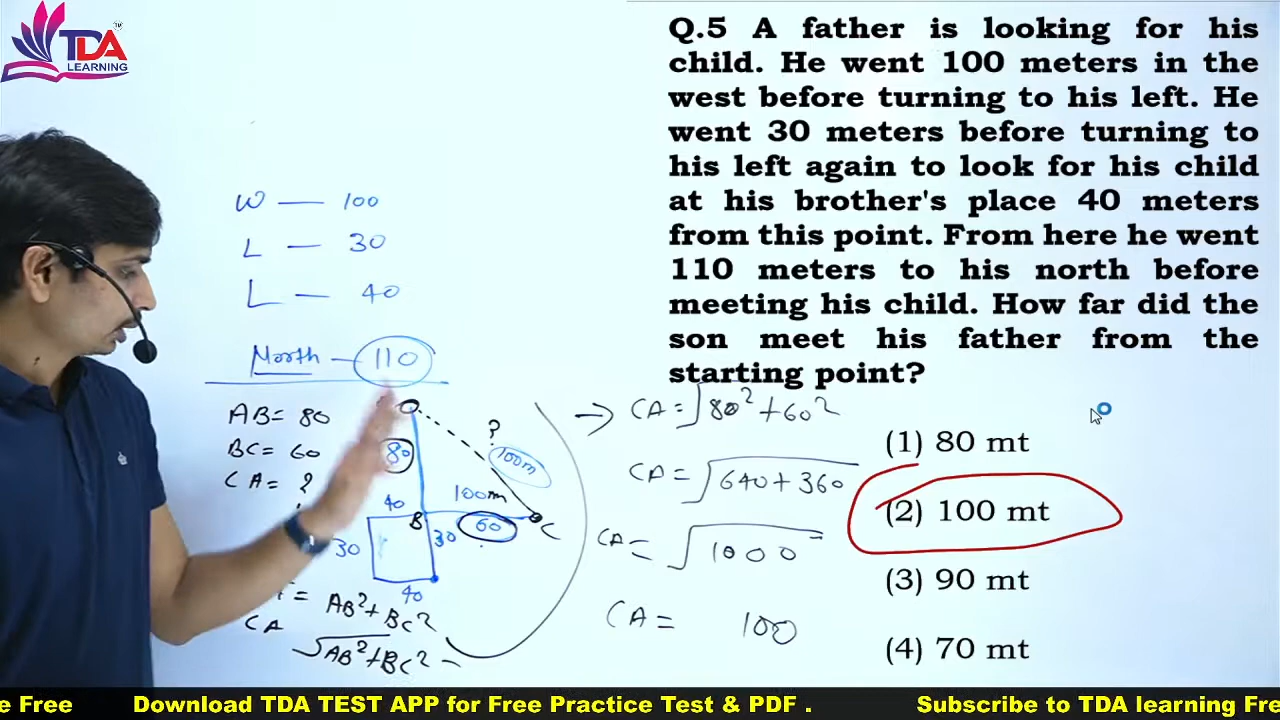 TDA
LEARNING
Q.5 A father is looking for his
child. He went 100 meters in the
west before turning to his left. He
went 30 meters before turning to
his left again to look for his child
at his brother's place 40 meters
from this point. From here he went
110 meters to his north before
meeting his child. How far did the
son meet his father from the
starting point?
(1) 80 mt
(2) 100 mt
(3) 90 mt
(4) 70 mt
W — 100
L — 30
L — 40
North — 110
AB = 80
BC = 60
CA = ?
80
?
100m
40
100m
B
60
C
30
30
40
AB²+BC²
CA
√AB²+BC²
→ CA = √80²+60²
CA = √640+360
CA = √1000
CA = 100
e Free
Download TDA TEST APP for Free Practice Test & PDF .
Subscribe to TDA learning Fre